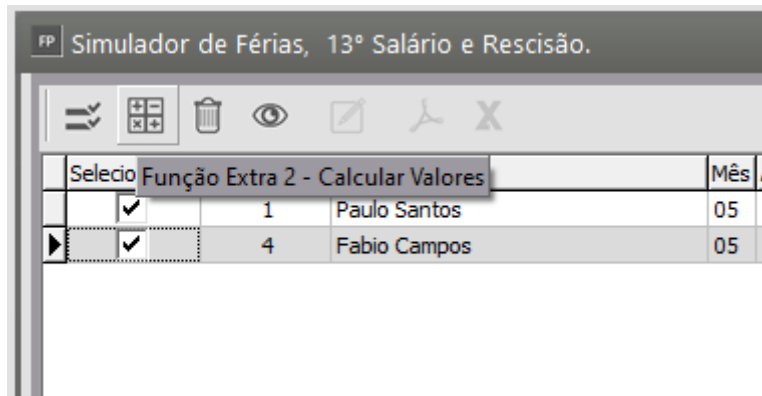 FP Simulador de Férias, 13º Salário e Rescisão.
Selecio Mês
Função Extra 2 - Calcular Valores
1 Paulo Santos 05
4 Fabio Campos 05